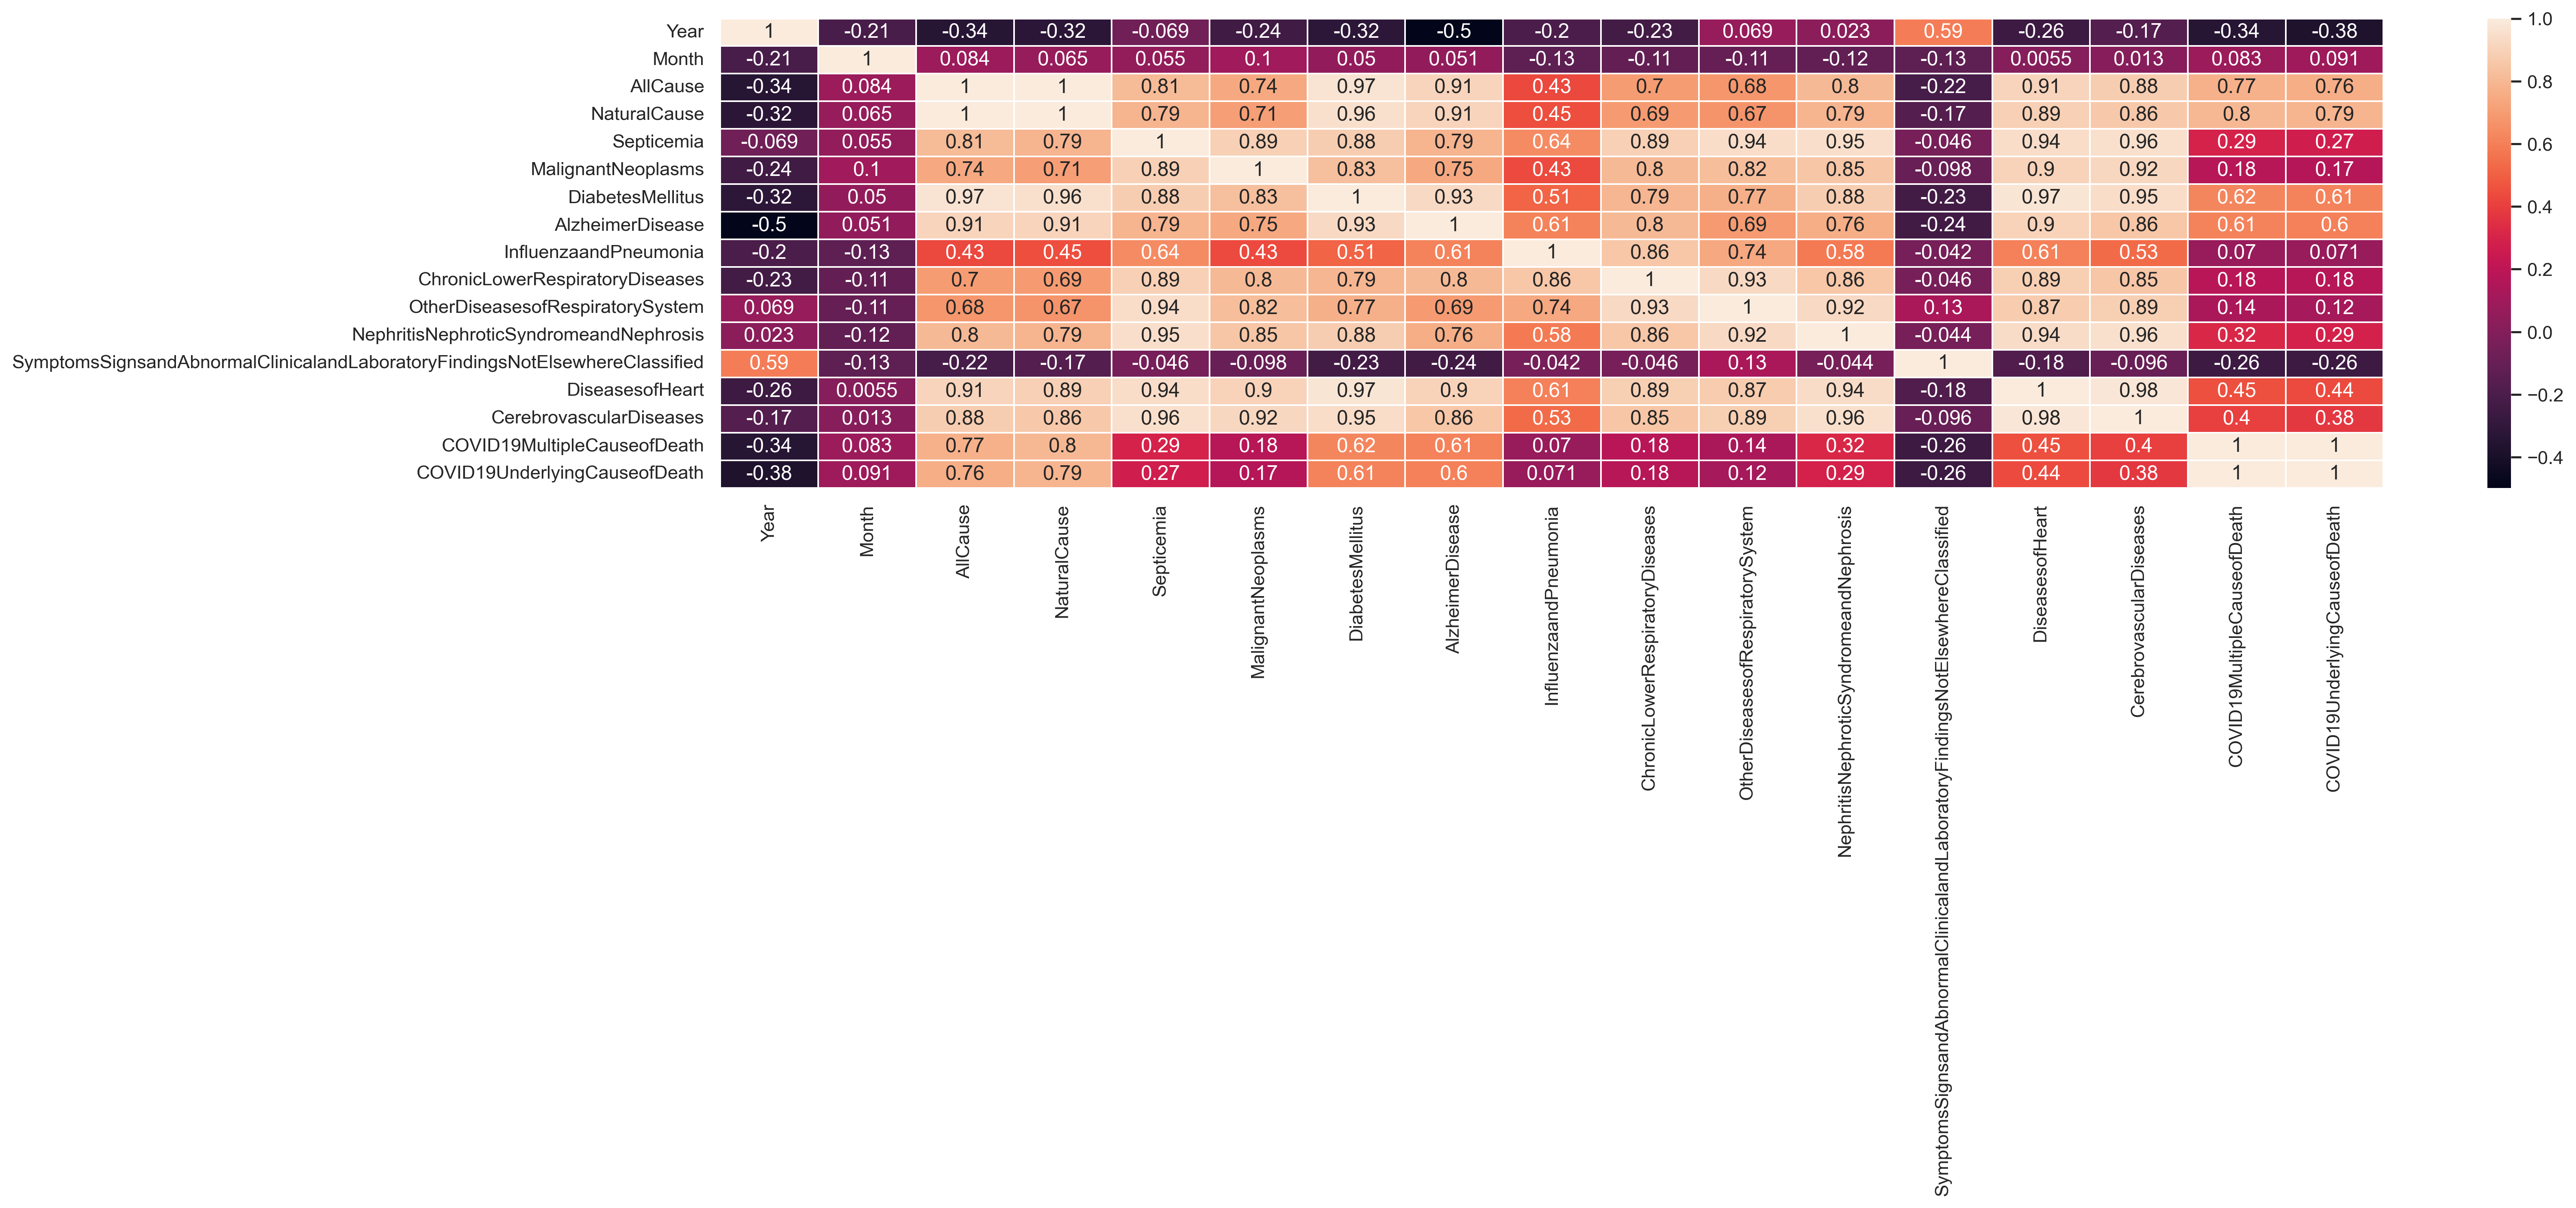 Year 1 -0.21 -0.34 -0.32 -0.069 -0.24 -0.32 -0.5 -0.2 -0.23 0.069 0.023 0.59 -0.26 -0.17 -0.34 -0.38
Month -0.21 1 0.084 0.065 0.055 0.1 0.05 0.051 -0.13 -0.11 -0.11 -0.12 -0.13 0.0055 0.013 0.083 0.091
AllCause -0.34 0.084 1 1 0.81 0.74 0.97 0.91 0.43 0.7 0.68 0.8 -0.22 0.91 0.88 0.77 0.76
NaturalCause -0.32 0.065 1 1 0.79 0.71 0.96 0.91 0.45 0.69 0.67 0.79 -0.17 0.89 0.86 0.8 0.79
Septicemia -0.069 0.055 0.81 0.79 1 0.89 0.88 0.79 0.64 0.89 0.94 0.95 -0.046 0.94 0.96 0.29 0.27
MalignantNeoplasms -0.24 0.1 0.74 0.71 0.89 1 0.83 0.75 0.43 0.8 0.82 0.85 -0.098 0.9 0.92 0.18 0.17
DiabetesMellitus -0.32 0.05 0.97 0.96 0.88 0.83 1 0.93 0.51 0.79 0.77 0.88 -0.23 0.97 0.95 0.62 0.61
AlzheimerDisease -0.5 0.051 0.91 0.91 0.79 0.75 0.93 1 0.61 0.8 0.69 0.76 -0.24 0.9 0.86 0.61 0.6
InfluenzaandPneumonia -0.2 -0.13 0.43 0.45 0.64 0.43 0.51 0.61 1 0.86 0.74 0.58 -0.042 0.61 0.53 0.07 0.071
ChronicLowerRespiratoryDiseases -0.23 -0.11 0.7 0.69 0.89 0.8 0.79 0.8 0.86 1 0.93 0.86 -0.046 0.89 0.85 0.18 0.18
OtherDiseasesofRespiratorySystem 0.069 -0.11 0.68 0.67 0.94 0.82 0.77 0.69 0.74 0.93 1 0.92 0.13 0.87 0.89 0.14 0.12
NephritisNephroticSyndromeandNephrosis 0.023 -0.12 0.8 0.79 0.95 0.85 0.88 0.76 0.58 0.86 0.92 1 -0.044 0.94 0.96 0.32 0.29
SymptomsSignsandAbnormalClinicalandLaboratoryFindingsNotElsewhereClassified 0.59 -0.13 -0.22 -0.17 -0.046 -0.098 -0.23 -0.24 -0.042 -0.046 0.13 -0.044 1 -0.18 -0.096 -0.26 -0.26
DiseasesofHeart -0.26 0.0055 0.91 0.89 0.94 0.9 0.97 0.9 0.61 0.89 0.87 0.94 -0.18 1 0.98 0.45 0.44
CerebrovascularDiseases -0.17 0.013 0.88 0.86 0.96 0.92 0.95 0.86 0.53 0.85 0.89 0.96 -0.096 0.98 1 0.4 0.38
COVID19MultipleCauseofDeath -0.34 0.083 0.77 0.8 0.29 0.18 0.62 0.61 0.07 0.18 0.14 0.32 -0.26 0.45 0.4 1 1
COVID19UnderlyingCauseofDeath -0.38 0.091 0.76 0.79 0.27 0.17 0.61 0.6 0.071 0.18 0.12 0.29 -0.26 0.44 0.38 1 1
Year
Month
AllCause
NaturalCause
Septicemia
MalignantNeoplasms
DiabetesMellitus
AlzheimerDisease
InfluenzaandPneumonia
ChronicLowerRespiratoryDiseases
OtherDiseasesofRespiratorySystem
NephritisNephroticSyndromeandNephrosis
SymptomsSignsandAbnormalClinicalandLaboratoryFindingsNotElsewhereClassified
DiseasesofHeart
CerebrovascularDiseases
COVID19MultipleCauseofDeath
COVID19UnderlyingCauseofDeath
1.0
0.8
0.6
0.4
0.2
0.0
−0.2
−0.4